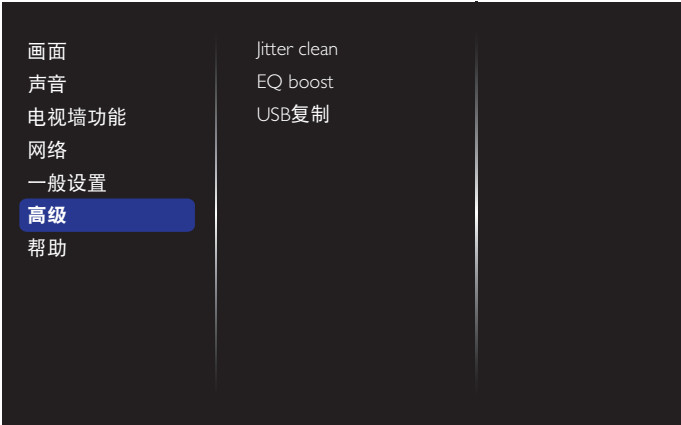 画面
声音
电视墙功能
网络
一般设置
高级
帮助
Jitter clean
EQ boost
USB复制